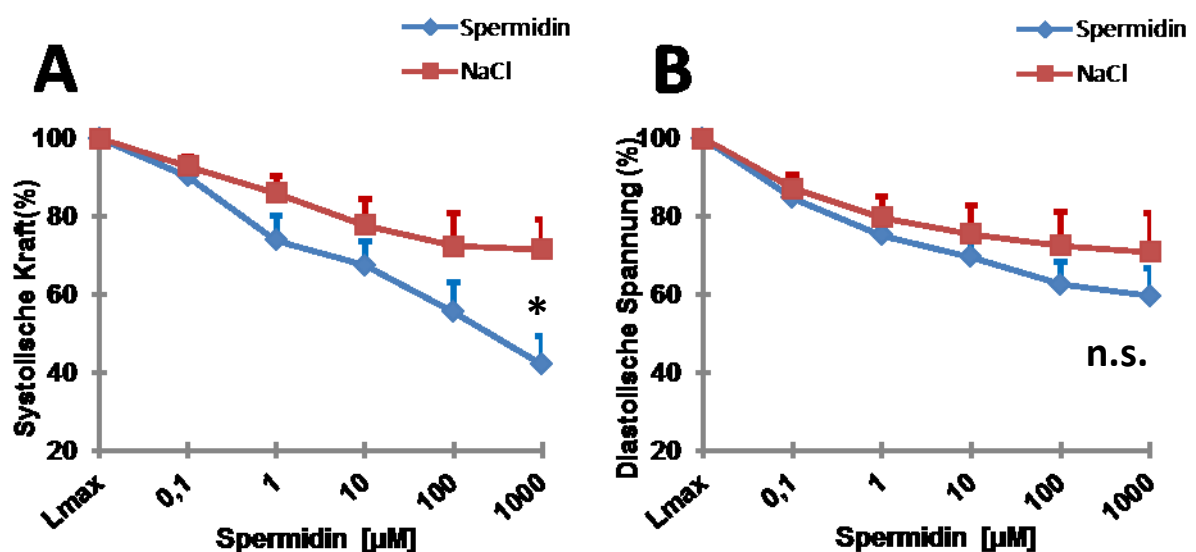 A
Spermidin
NaCl
Systolische Kraft(%)
100
80
60
40
20
*
Lmax
0,1
1
10
100
1000
Spermidin [µM]
B
Spermidin
NaCl
Diastolische Spannung (%)
100
80
60
40
20
n.s.
Lmax
0,1
1
10
100
1000
Spermidin [µM]